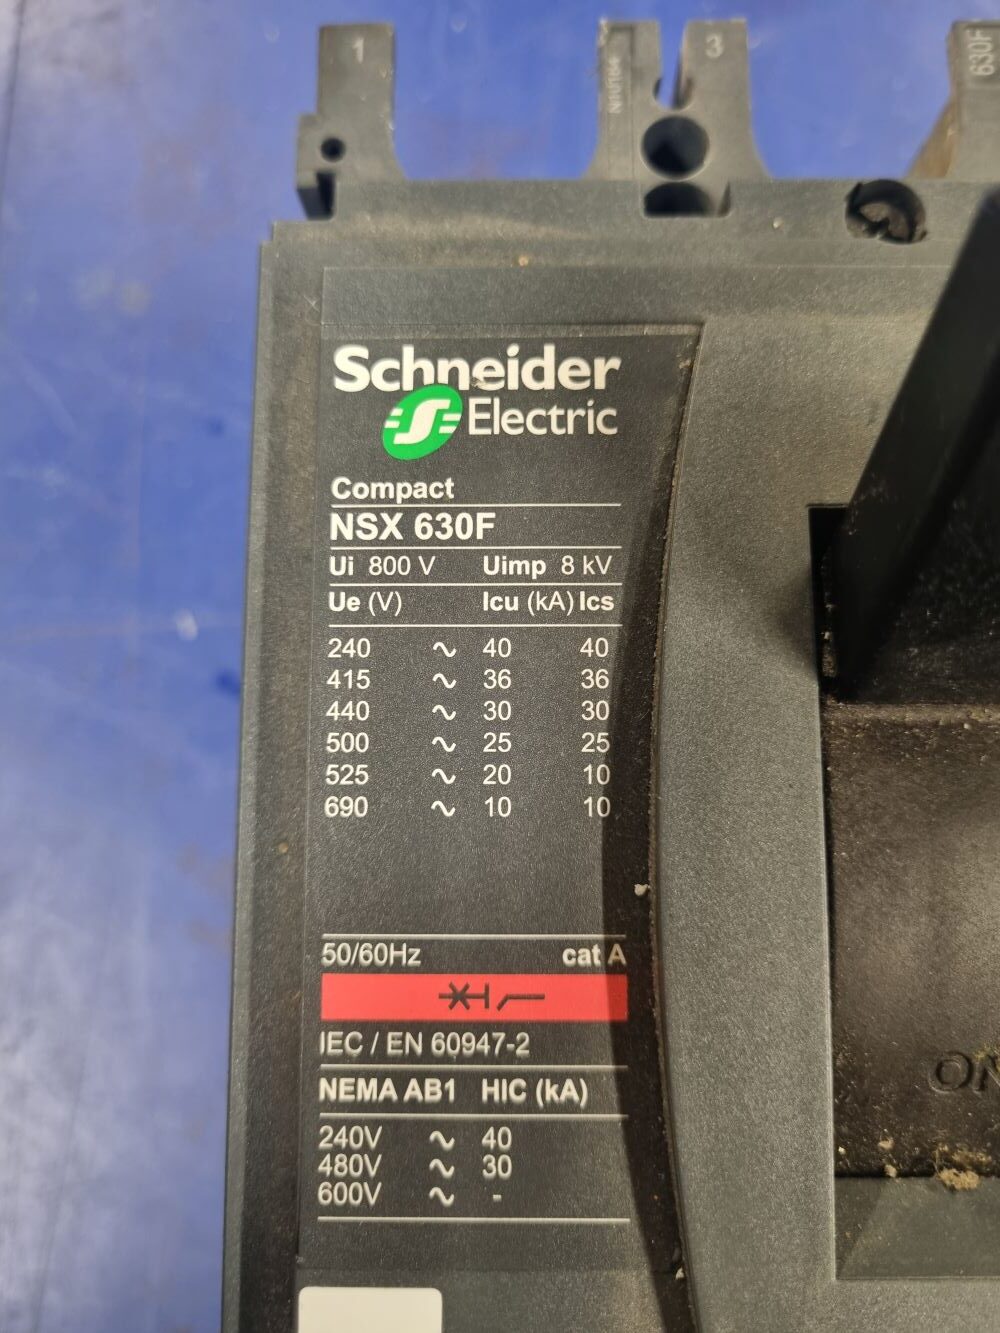 1
3
630F
Schneider
Electric
Compact
NSX 630F
Ui 800 V Uimp 8 kV
Ue (V) Icu (kA) Ics
240 ~ 40 40
415 ~ 36 36
440 ~ 30 30
500 ~ 25 25
525 ~ 20 10
690 ~ 10 10
50/60Hz cat A
IEC / EN 60947-2
NEMA AB1 HIC (kA)
240V ~ 40
480V ~ 30
600V ~ -
ON